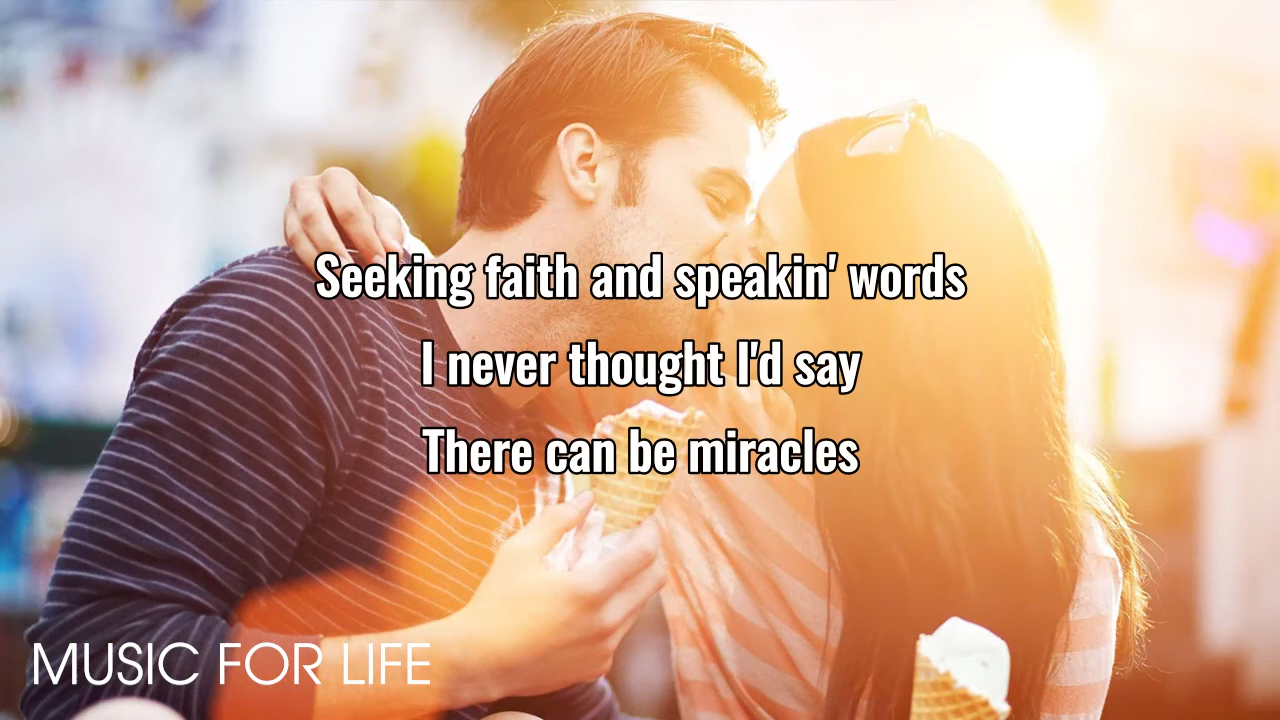 Seeking faith and speakin' words
I never thought I'd say
There can be miracles
MUSIC FOR LIFE